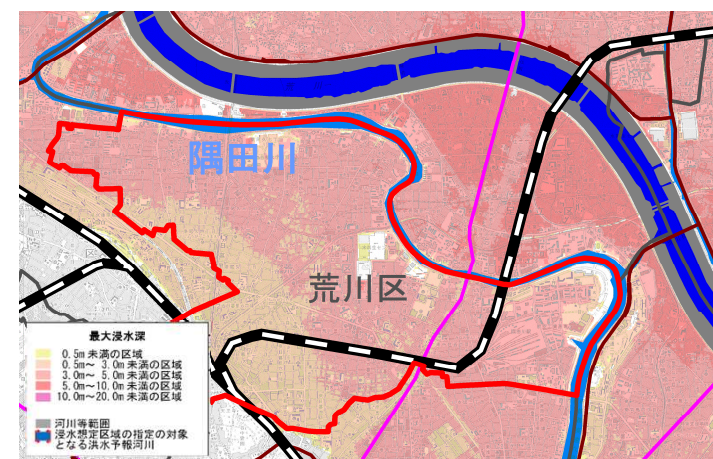 隅田川
荒川区
最大浸水深
0.5m 未満の区域
0.5m～ 3.0m 未満の区域
3.0m～ 5.0m 未満の区域
5.0m～10.0m 未満の区域
10.0m～20.0m 未満の区域
河川等範囲
浸水想定区域の指定の対象
となる洪水予報河川